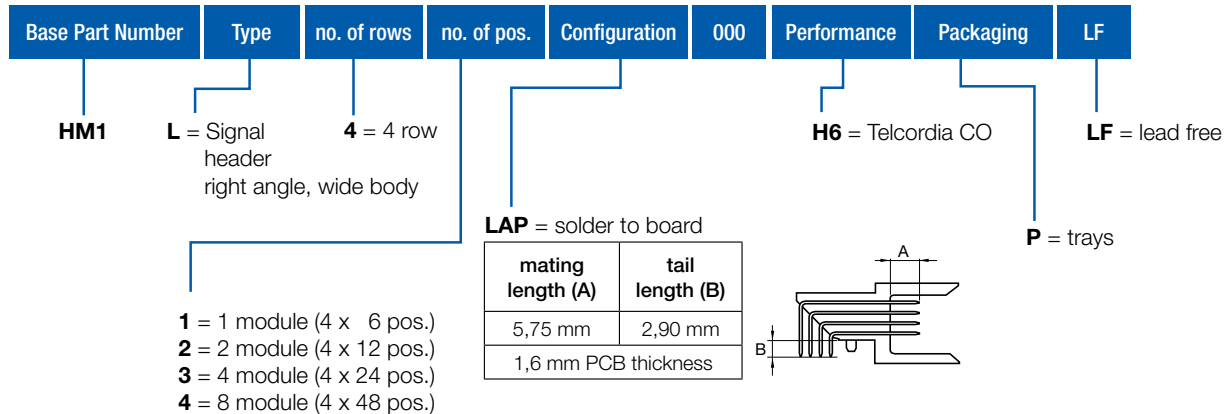 Base Part Number Type no. of rows no. of pos. Configuration 000 Performance Packaging LF
HM1
L = Signal
header
right angle, wide body
4 = 4 row
H6 = Telcordia CO
LF = lead free
LAP = solder to board
mating length (A)
tail length (B)
5,75 mm 2,90 mm
1,6 mm PCB thickness
P = trays
A
B
1 = 1 module (4 x 6 pos.)
2 = 2 module (4 x 12 pos.)
3 = 4 module (4 x 24 pos.)
4 = 8 module (4 x 48 pos.)